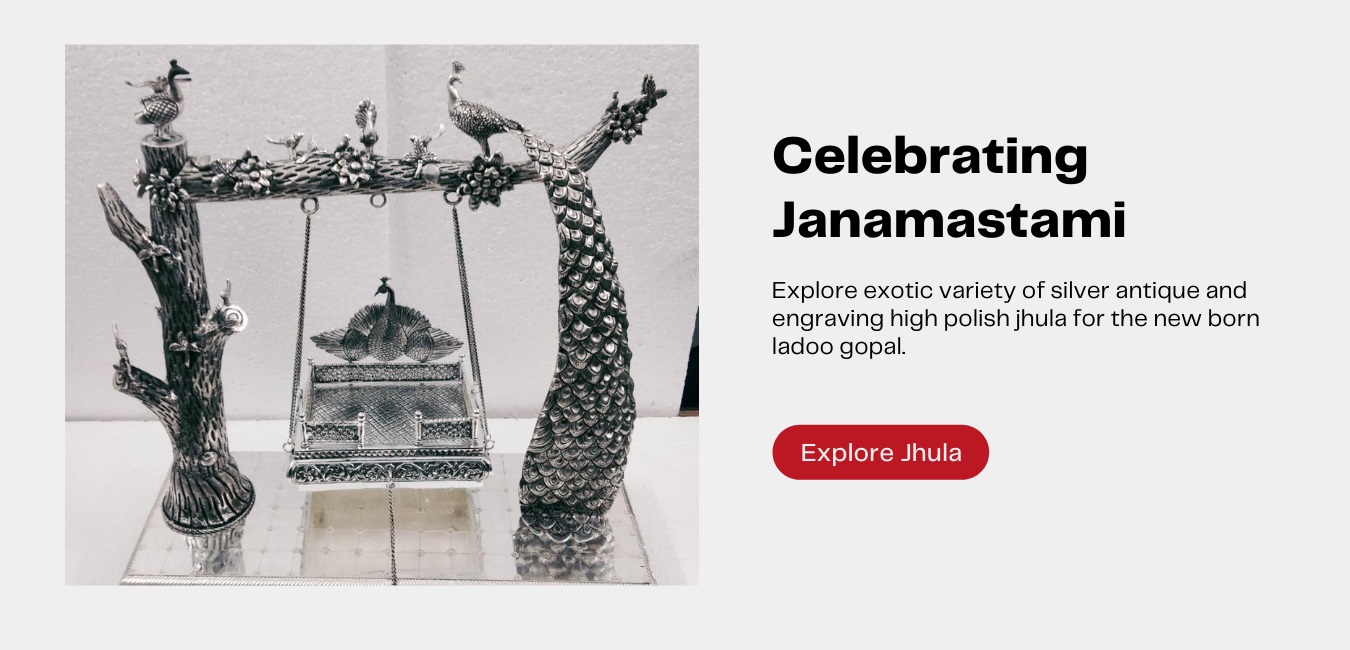 Celebrating
Janamastami
Explore exotic variety of silver antique and
engraving high polish jhula for the new born
ladoo gopal.
Explore Jhula